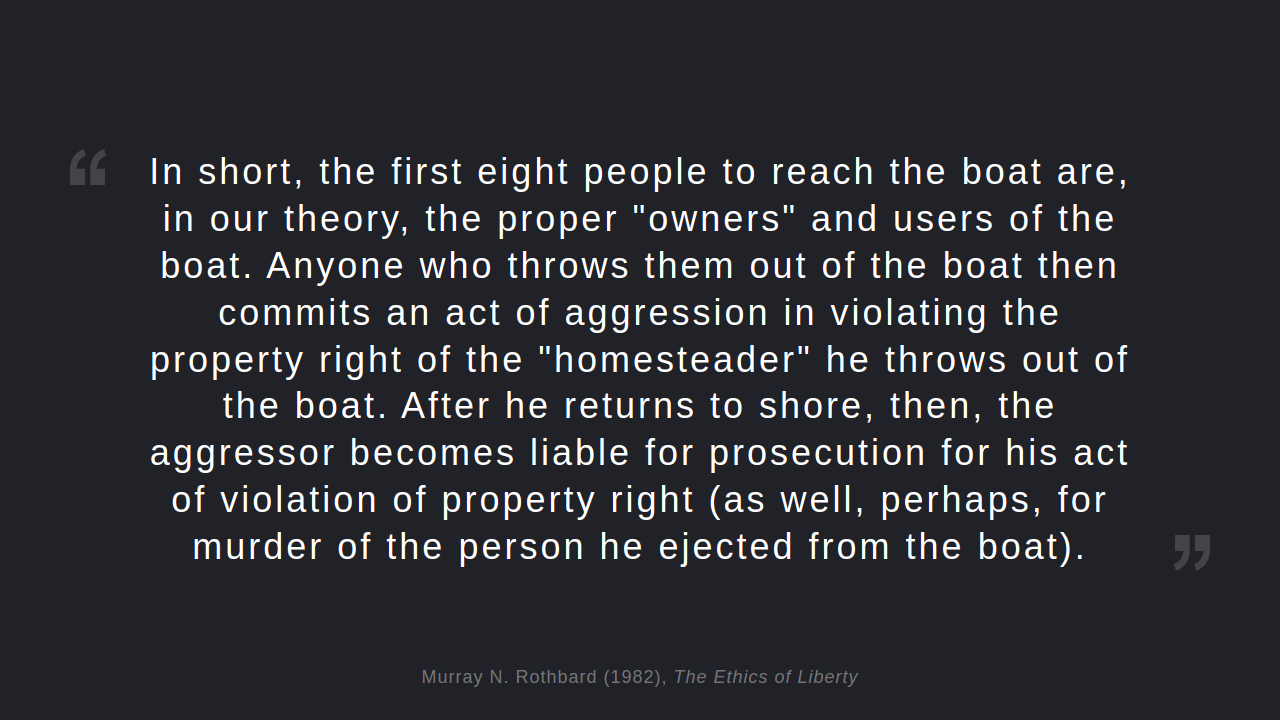 “
In short, the first eight people to reach the boat are,
in our theory, the proper "owners" and users of the
boat. Anyone who throws them out of the boat then
commits an act of aggression in violating the
property right of the "homesteader" he throws out of
the boat. After he returns to shore, then, the
aggressor becomes liable for prosecution for his act
of violation of property right (as well, perhaps, for
murder of the person he ejected from the boat).
”
Murray N. Rothbard (1982), The Ethics of Liberty